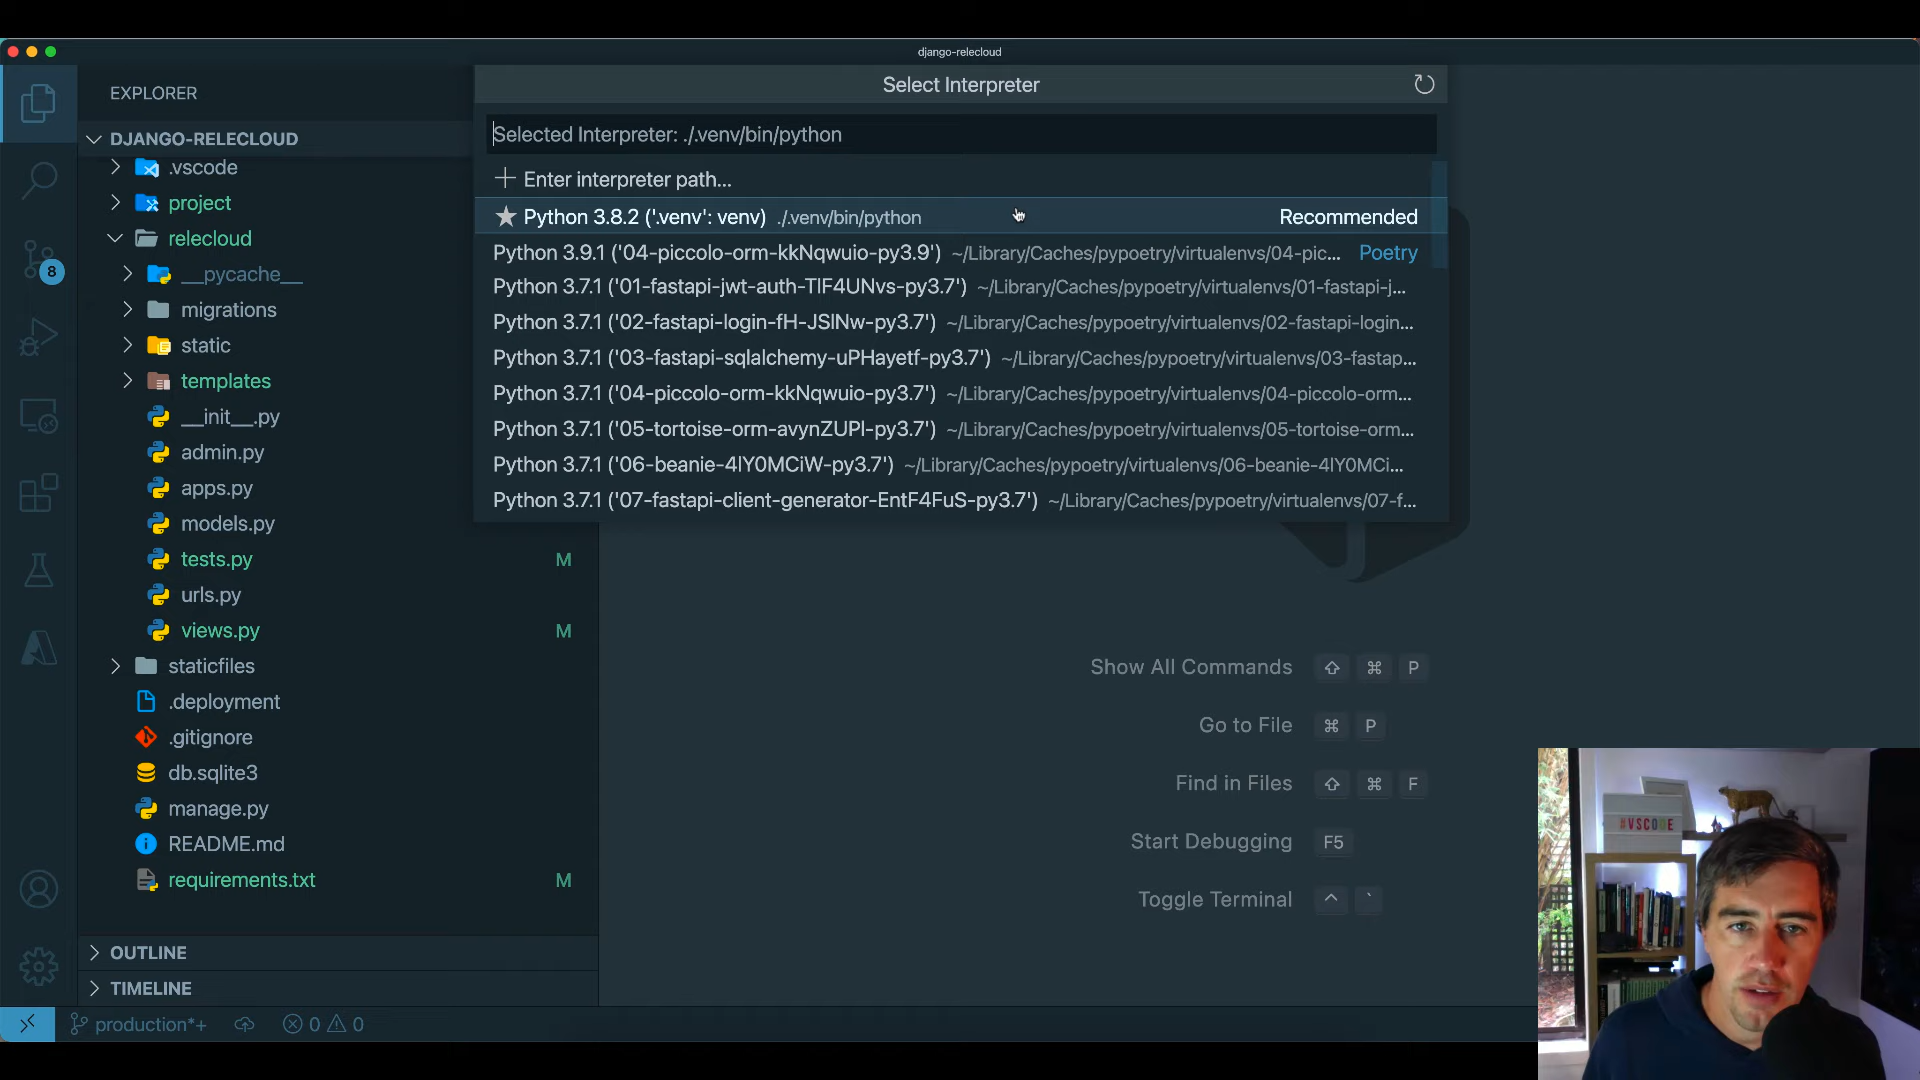 django-relecloud
EXPLORER
DJANGO-RELECLOUD
.vscode
project
relecloud
__pycache__
migrations
static
templates
__init__.py
admin.py
apps.py
models.py
tests.py M
urls.py
views.py M
staticfiles
.deployment
.gitignore
db.sqlite3
manage.py
README.md
requirements.txt M
OUTLINE
TIMELINE
8
production*+
0 0
Select Interpreter
Selected Interpreter: ./.venv/bin/python
Enter interpreter path...
Python 3.8.2 ('.venv': venv) ./.venv/bin/python Recommended
Python 3.9.1 ('04-piccolo-orm-kkNqwuio-py3.9') ~/Library/Caches/pypoetry/virtualenvs/04-pic... Poetry
Python 3.7.1 ('01-fastapi-jwt-auth-TlF4UNvs-py3.7') ~/Library/Caches/pypoetry/virtualenvs/01-fastapi-j...
Python 3.7.1 ('02-fastapi-login-fH-JSlNw-py3.7') ~/Library/Caches/pypoetry/virtualenvs/02-fastapi-login...
Python 3.7.1 ('03-fastapi-sqlalchemy-uPHayetf-py3.7') ~/Library/Caches/pypoetry/virtualenvs/03-fastap...
Python 3.7.1 ('04-piccolo-orm-kkNqwuio-py3.7') ~/Library/Caches/pypoetry/virtualenvs/04-piccolo-orm...
Python 3.7.1 ('05-tortoise-orm-avynZUPl-py3.7') ~/Library/Caches/pypoetry/virtualenvs/05-tortoise-orm...
Python 3.7.1 ('06-beanie-4lY0MCiW-py3.7') ~/Library/Caches/pypoetry/virtualenvs/06-beanie-4lY0MCi...
Python 3.7.1 ('07-fastapi-client-generator-EntF4FuS-py3.7') ~/Library/Caches/pypoetry/virtualenvs/07-f...
Show All Commands ⇧ ⌘ P
Go to File ⌘ P
Find in Files ⇧ ⌘ F
Start Debugging F5
Toggle Terminal ^ `
#VSCODE